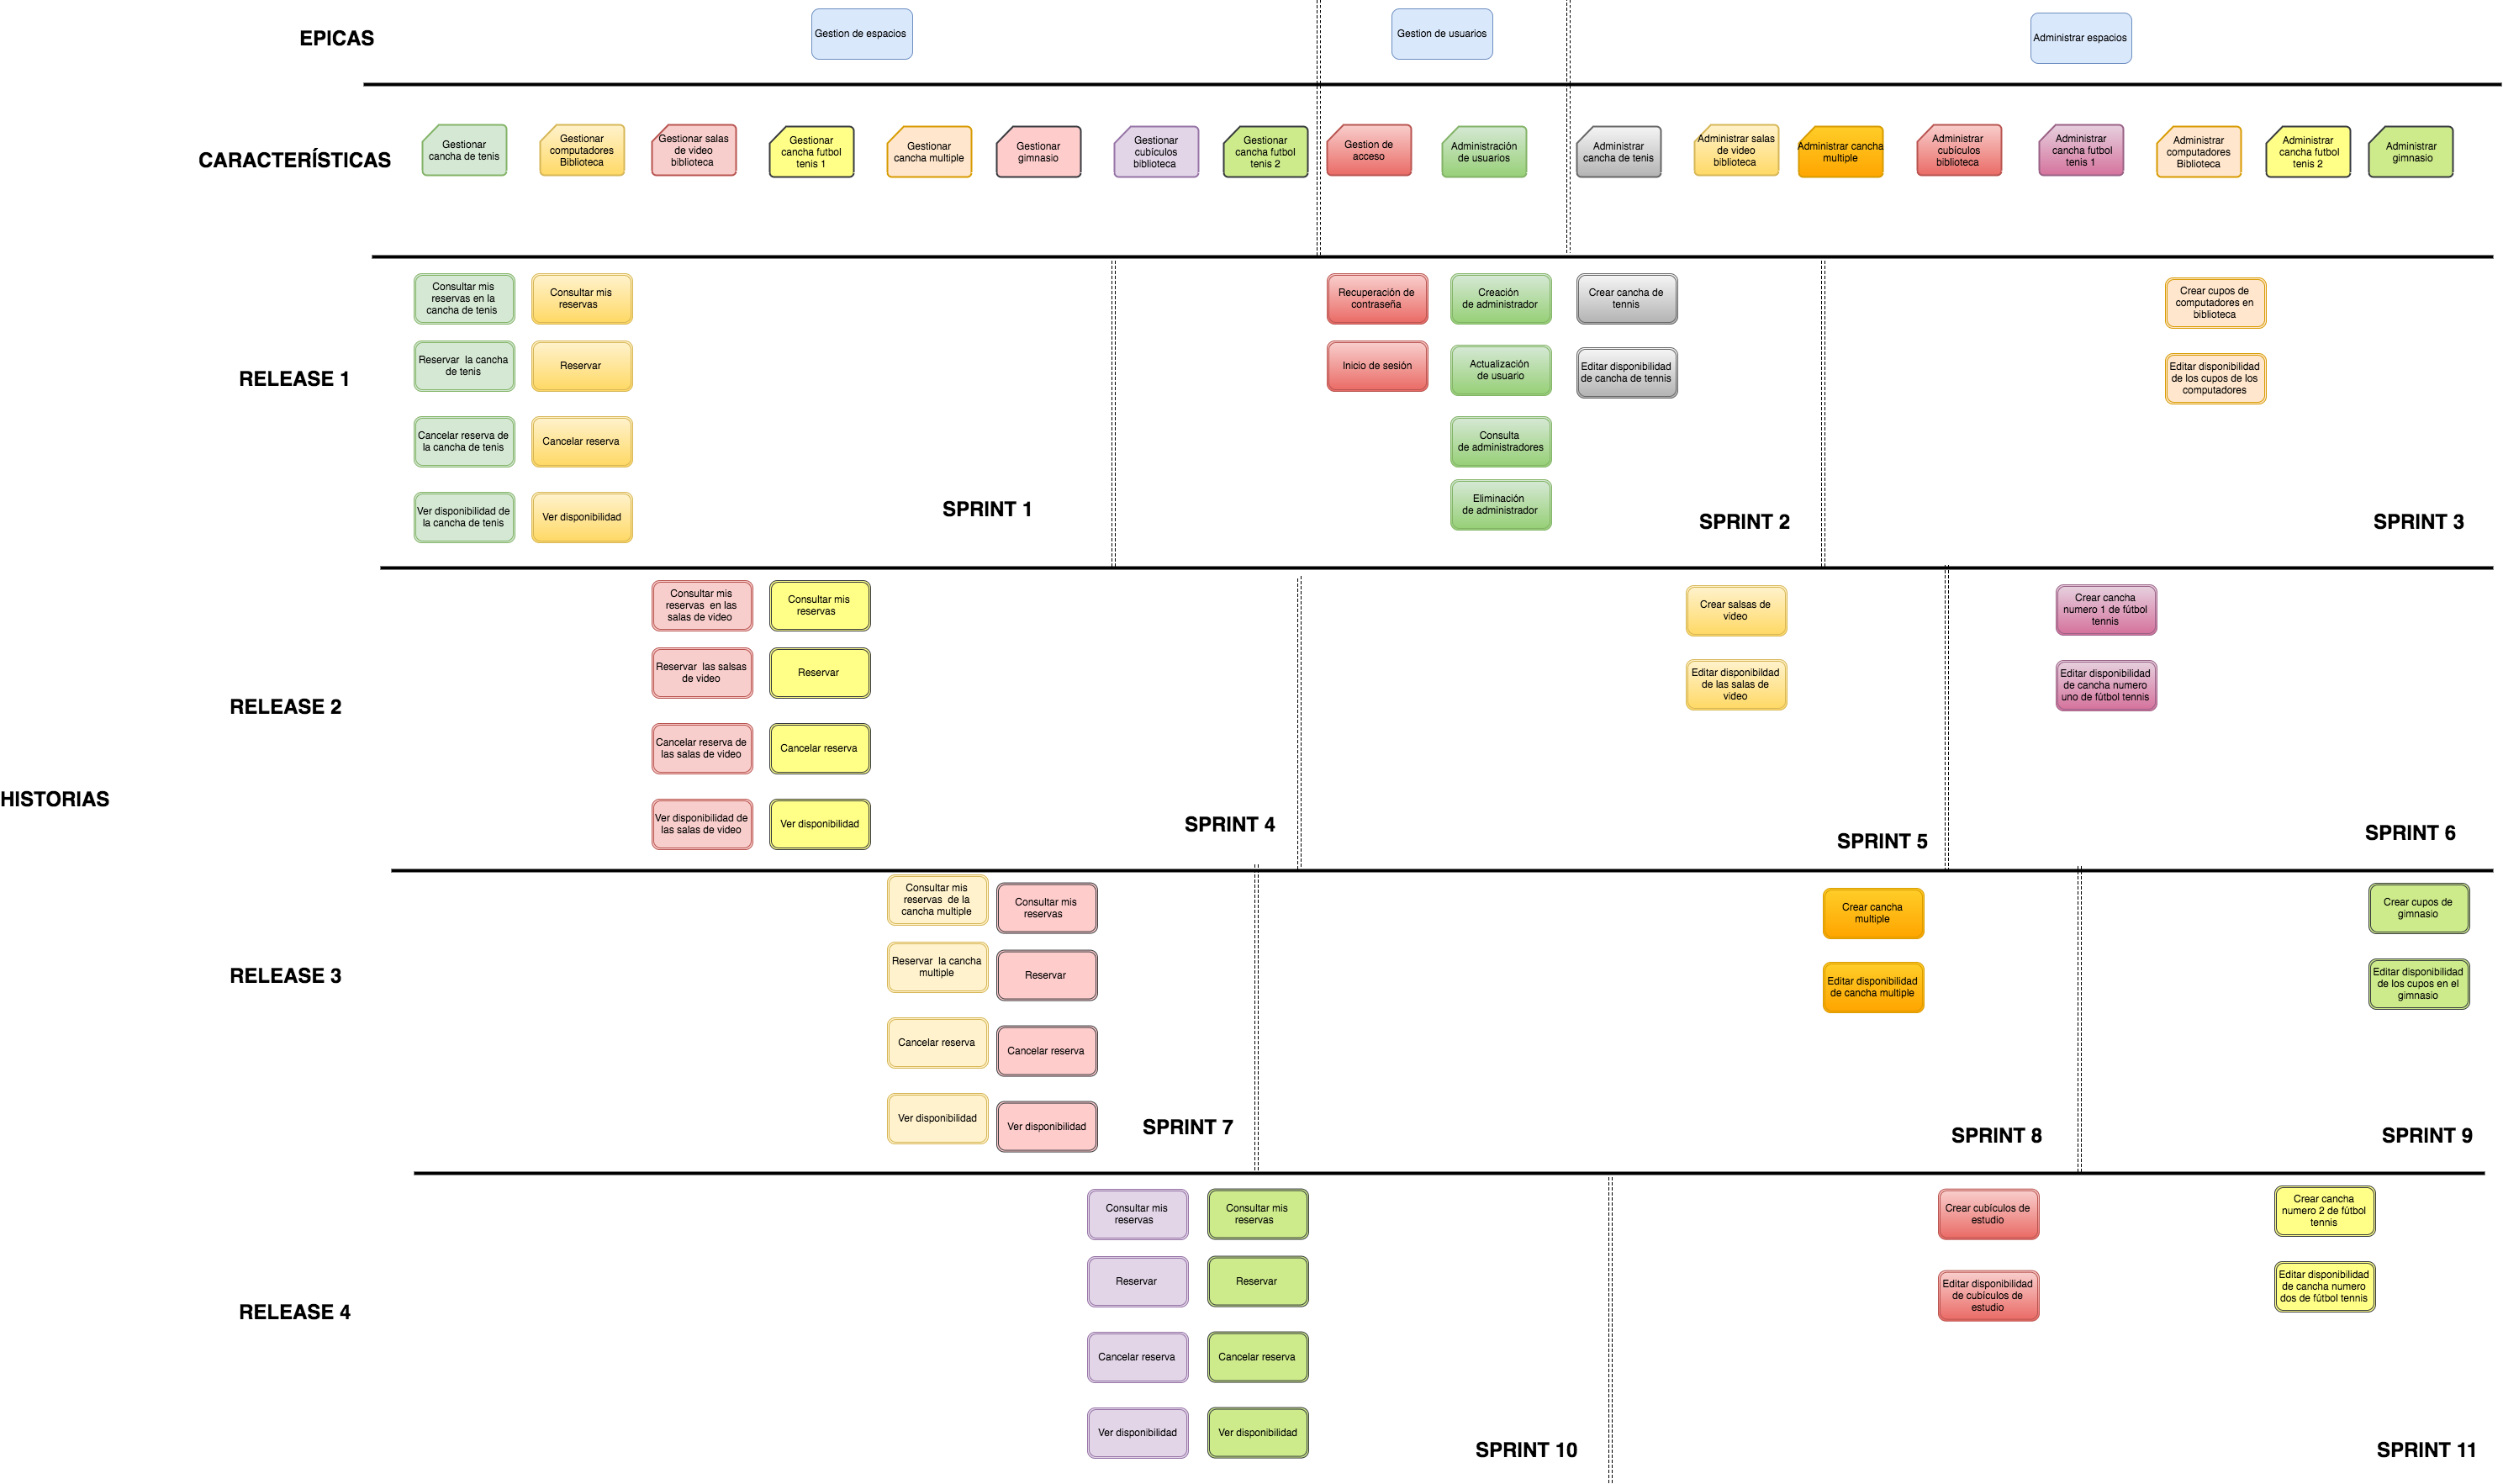 EPICAS
Gestion de espacios
Gestion de usuarios
Administrar espacios
CARACTERÍSTICAS
Gestionar
cancha de tenis
Gestionar
computadores
Biblioteca
Gestionar salas
de video
biblioteca
Gestionar
cancha futbol
tenis 1
Gestionar
cancha multiple
Gestionar
gimnasio
Gestionar
cubículos
biblioteca
Gestionar
cancha futbol
tenis 2
Gestion de
acceso
Administración
de usuarios
Administrar
cancha de tenis
Administrar salas
de video
biblioteca
Administrar cancha
multiple
Administrar
cubículos
biblioteca
Administrar
cancha futbol
tenis 1
Administrar
computadores
Biblioteca
Administrar
cancha futbol
tenis 2
Administrar
gimnasio
HISTORIAS
RELEASE 1
Consultar mis
reservas en la
cancha de tenis
Reservar  la cancha
de tenis
Cancelar reserva de
la cancha de tenis
Ver disponibilidad de
la cancha de tenis
Consultar mis
reservas
Reservar
Cancelar reserva
Ver disponibilidad
SPRINT 1
Recuperación de
contraseña
Inicio de sesión
Creación
de administrador
Actualización
de usuario
Consulta
de administradores
Eliminación
de administrador
Crear cancha de
tennis
Editar disponibilidad
de cancha de tennis
SPRINT 2
Crear cupos de
computadores en
biblioteca
Editar disponibilidad
de los cupos de los
computadores
SPRINT 3
RELEASE 2
Consultar mis
reservas  en las
salas de video
Reservar  las salsas
de video
Cancelar reserva de
las salas de video
Ver disponibilidad de
las salas de video
Consultar mis
reservas
Reservar
Cancelar reserva
Ver disponibilidad
SPRINT 4
Crear salsas de
video
Editar disponibildad
de las salas de
video
SPRINT 5
Crear cancha
numero 1 de fútbol
tennis
Editar disponibilidad
de cancha numero
uno de fútbol tennis
SPRINT 6
RELEASE 3
Consultar mis
reservas  de la
cancha multiple
Reservar  la cancha
multiple
Cancelar reserva
Ver disponibilidad
Consultar mis
reservas
Reservar
Cancelar reserva
Ver disponibilidad
SPRINT 7
Crear cancha
multiple
Editar disponibilidad
de cancha multiple
SPRINT 8
Crear cupos de
gimnasio
Editar disponibilidad
de los cupos en el
gimnasio
SPRINT 9
RELEASE 4
Consultar mis
reservas
Reservar
Cancelar reserva
Ver disponibilidad
Consultar mis
reservas
Reservar
Cancelar reserva
Ver disponibilidad
SPRINT 10
Crear cubículos de
estudio
Editar disponibilidad
de cubículos de
estudio
Crear cancha
numero 2 de fútbol
tennis
Editar disponibilidad
de cancha numero
dos de fútbol tennis
SPRINT 11